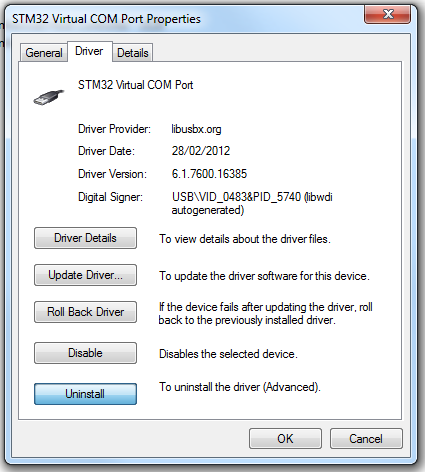 STM32 Virtual COM Port Properties
General Driver Details
STM32 Virtual COM Port
Driver Provider: libusbx.org
Driver Date: 28/02/2012
Driver Version: 6.1.7600.16385
Digital Signer: USB\VID_0483&PID_5740 (libwdi
autogenerated)
Driver Details To view details about the driver files.
Update Driver... To update the driver software for this device.
Roll Back Driver If the device fails after updating the driver, roll
back to the previously installed driver.
Disable Disables the selected device.
Uninstall To uninstall the driver (Advanced).
OK Cancel